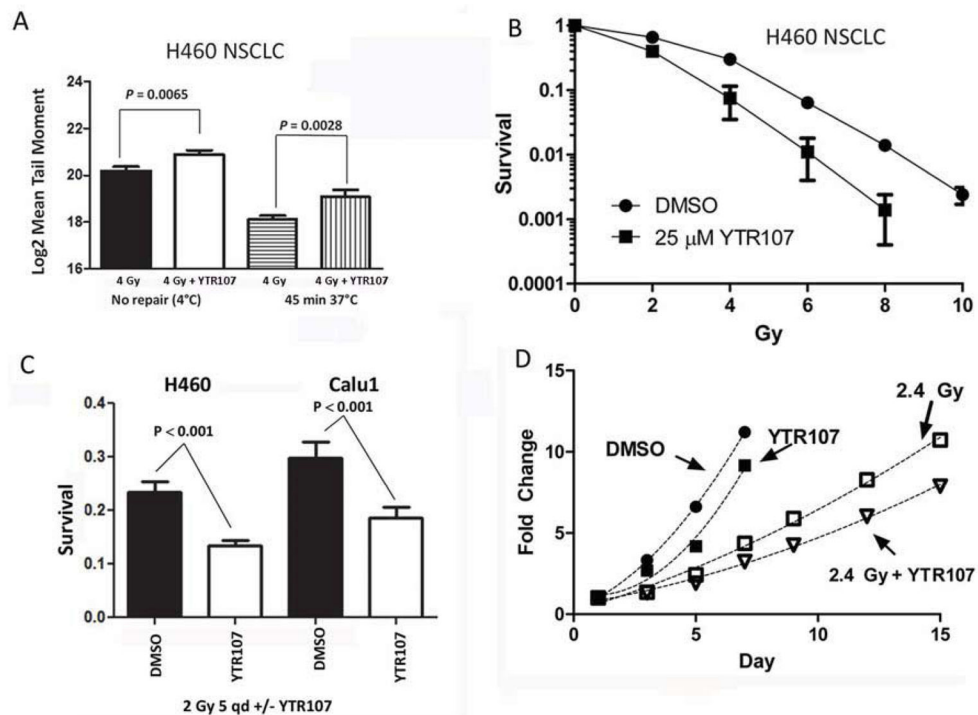 A
H460 NSCLC
Log2 Mean Tail Moment
24
22
20
18
16
P = 0.0065
P = 0.0028
4 Gy 4 Gy + YTR107 4 Gy 4 Gy + YTR107
No repair (4°C) 45 min 37°C
B
H460 NSCLC
Survival
1
0.1
0.01
0.001
0.0001
DMSO
25 μM YTR107
0 2 4 6 8 10
Gy
C
H460 Calu1
Survival
0.4
0.3
0.2
0.1
0.0
P < 0.001
P < 0.001
DMSO YTR107 DMSO YTR107
2 Gy 5 qd +/- YTR107
D
Fold Change
15
10
5
0
DMSO
YTR107
2.4 Gy
2.4 Gy + YTR107
0 5 10 15
Day